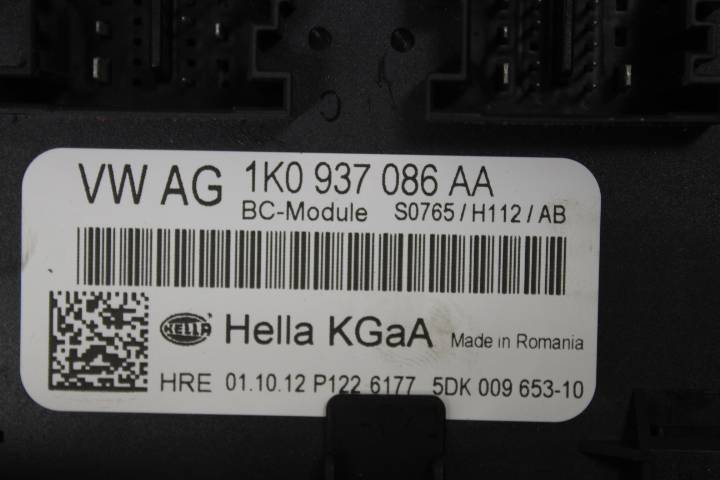 VW AG 1K0 937 086 AA
BC-Module S0765/H112/AB
HELLA Hella KGaA Made in Romania
HRE 01.10.12 P122 6177 5DK 009 653-10